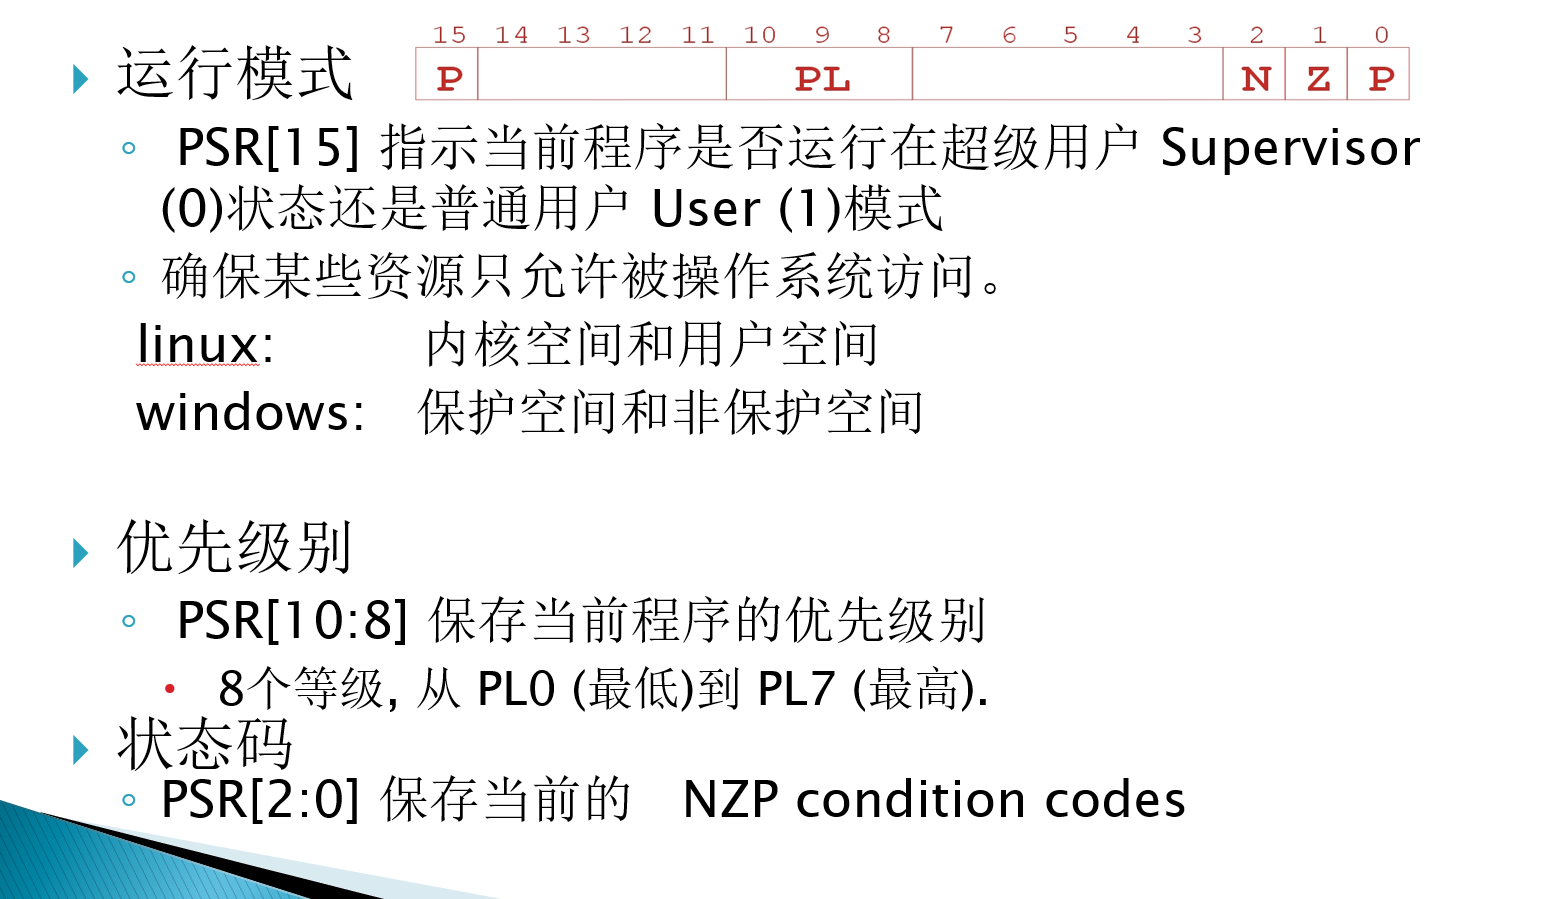 15 14 13 12 11 10 9 8 7 6 5 4 3 2 1 0
运行模式
P PL N Z P
PSR[15] 指示当前程序是否运行在超级用户 Supervisor
(0)状态还是普通用户 User (1)模式
确保某些资源只允许被操作系统访问。
linux: 内核空间和用户空间
windows: 保护空间和非保护空间
优先级别
PSR[10:8] 保存当前程序的优先级别
8个等级, 从 PL0 (最低)到 PL7 (最高).
状态码
PSR[2:0] 保存当前的 NZP condition codes